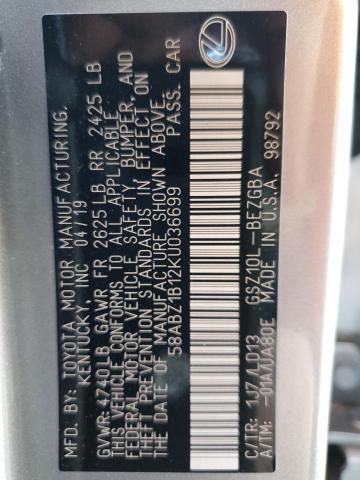 MFD. BY: TOYOTA MOTOR MANUFACTURING.
KENTUCKY, INC. 04/19
GVWR:4740LB GAWR FR 2625 LB RR 2425 LB
THIS VEHICLE CONFORMS TO ALL APPLICABLE
FEDERAL MOTOR VEHICLE SAFETY, BUMPER, AND
THEFT PREVENTION STANDARDS IN EFFECT ON
THE DATE OF MANUFACTURE SHOWN ABOVE.
58ABZ1B12KU036699 PASS. CAR
C/TR: 1J7/LD13 GSZ10L-BEZGBA
A/TM: -01A/UA80E MADE IN U.S.A. 98792